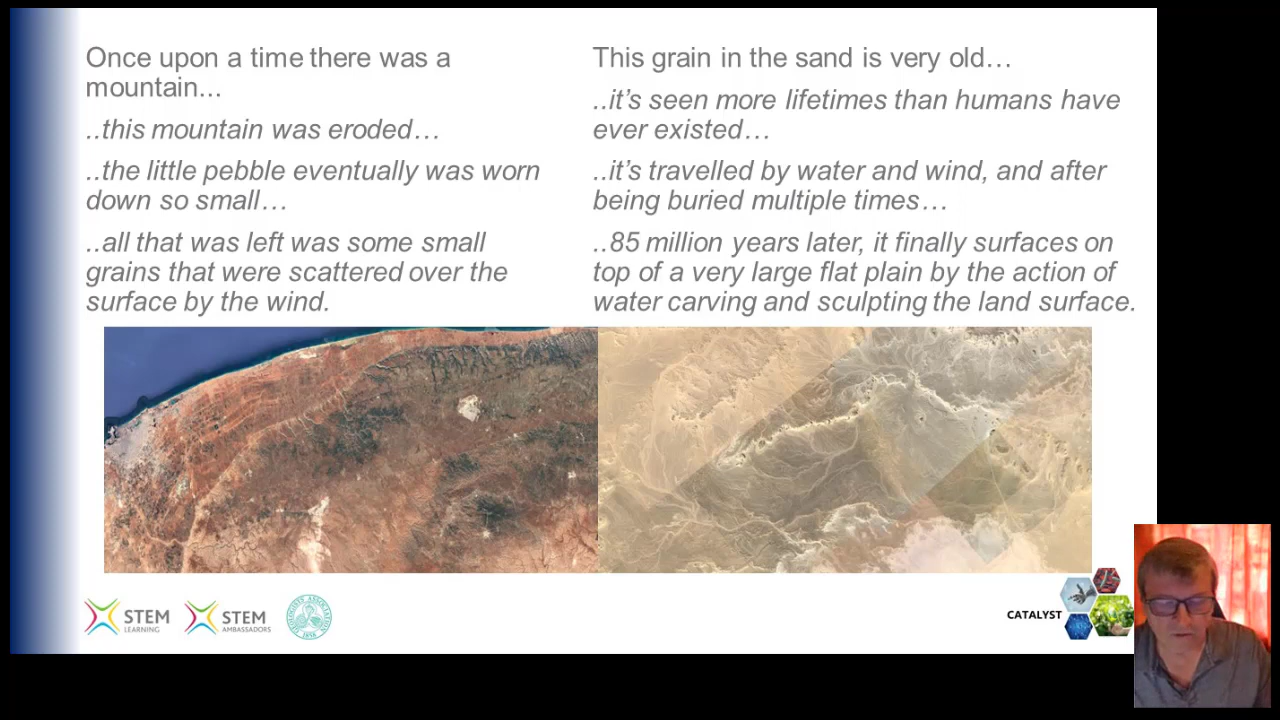 Once upon a time there was a
mountain...
..this mountain was eroded…
..the little pebble eventually was worn
down so small…
..all that was left was some small
grains that were scattered over the
surface by the wind.
This grain in the sand is very old…
..it’s seen more lifetimes than humans have
ever existed…
..it’s travelled by water and wind, and after
being buried multiple times…
..85 million years later, it finally surfaces on
top of a very large flat plain by the action of
water carving and sculpting the land surface.
STEM
LEARNING
STEM
AMBASSADORS
GEOLOGISTS' ASSOCIATION
1858
CATALYST